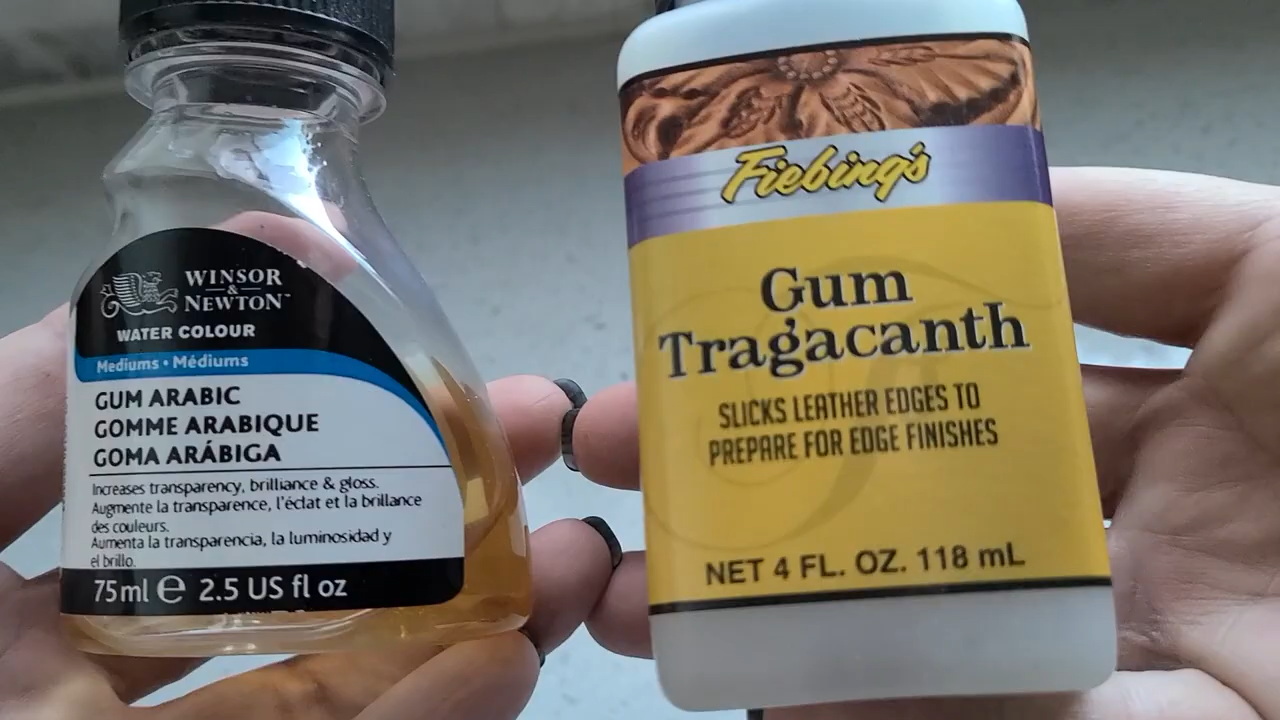 WINSOR
&
NEWTON™
WATER COLOUR
Mediums • Médiums
GUM ARABIC
GOMME ARABIQUE
GOMA ARÁBIGA
Increases transparency, brilliance & gloss.
Augmente la transparence, l'éclat et la brillance
des couleurs.
Aumenta la transparencia, la luminosidad y
el brillo.
75ml ℮ 2.5 US fl oz
Fiebing's
Gum
Tragacanth
SLICKS LEATHER EDGES TO
PREPARE FOR EDGE FINISHES
NET 4 FL. OZ. 118 mL